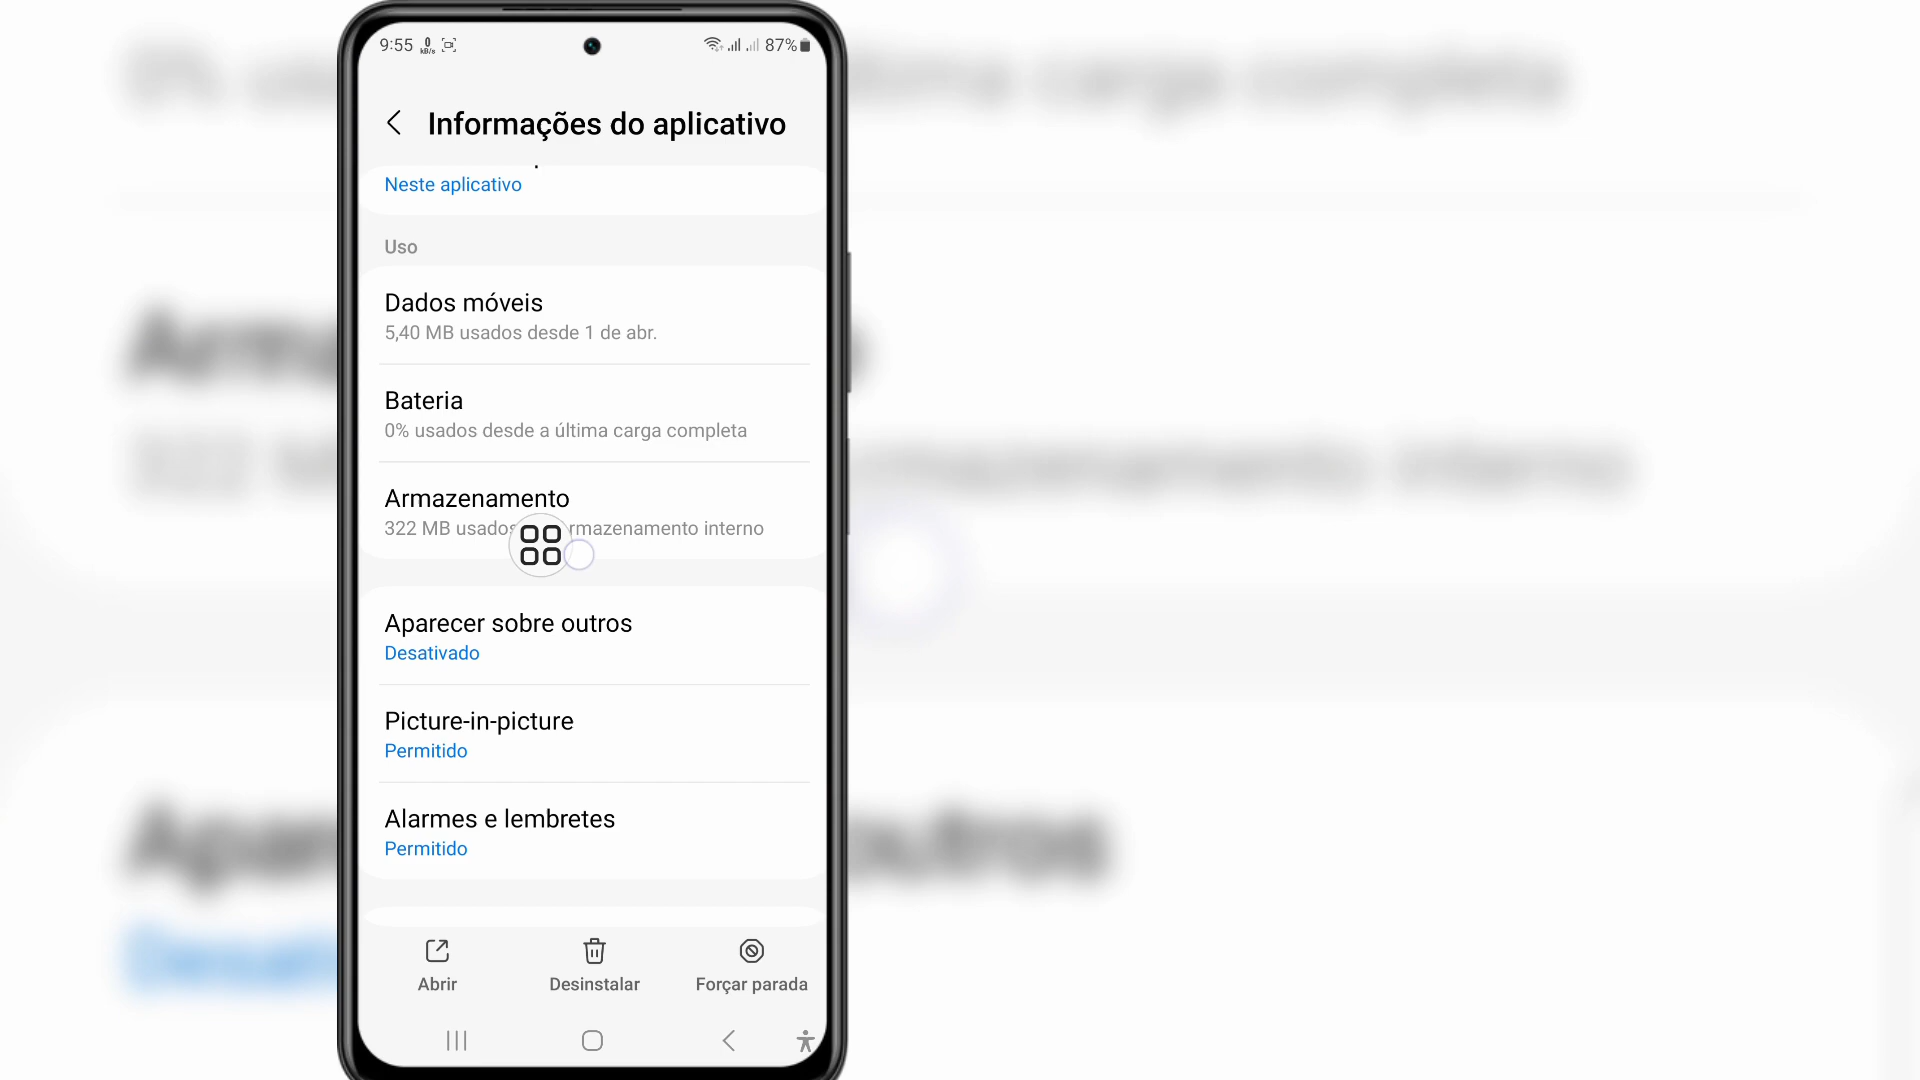 9:55 0 kB/s 87%
Informações do aplicativo
Neste aplicativo
Uso
Dados móveis
5,40 MB usados desde 1 de abr.
Bateria
0% usados desde a última carga completa
Armazenamento
322 MB usados rmazenamento interno
Aparecer sobre outros
Desativado
Picture-in-picture
Permitido
Alarmes e lembretes
Permitido
Abrir
Desinstalar
Forçar parada